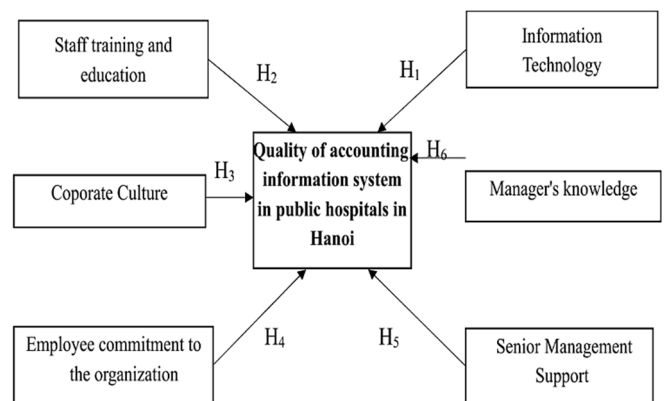 Staff training and
education
Information
Technology
H2
H1
Quality of accounting
information system
in public hospitals in
Hanoi
H6
H3
Coporate Culture
Manager's knowledge
H4
H5
Employee commitment to
the organization
Senior Management
Support